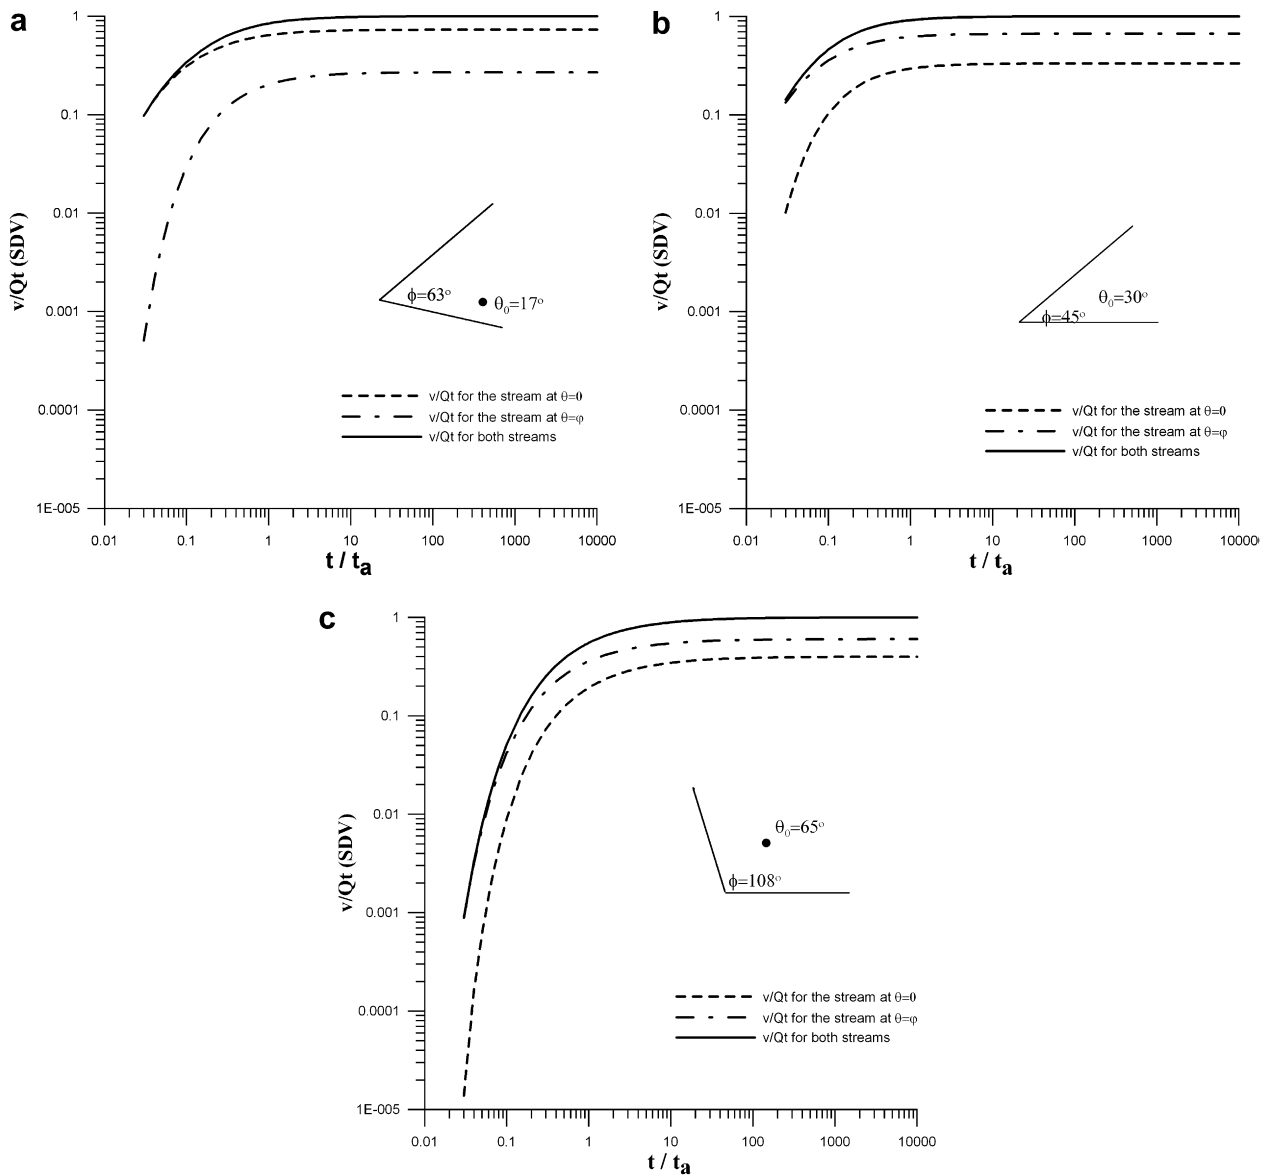 a
1
0.1
0.01
0.001
0.0001
1E-005
v/Qt (SDV)
ϕ=63°
θ0=17°
v/Qt for the stream at θ=0
v/Qt for the stream at θ=φ
v/Qt for both streams
0.01 0.1 1 10 100 1000 10000
t / ta
b
1
0.1
0.01
0.001
0.0001
1E-005
v/Qt (SDV)
θ0=30°
ϕ=45°
v/Qt for the stream at θ=0
v/Qt for the stream at θ=φ
v/Qt for both streams
0.01 0.1 1 10 100 1000 10000
t / ta
c
1
0.1
0.01
0.001
0.0001
1E-005
v/Qt (SDV)
θ0=65°
ϕ=108°
v/Qt for the stream at θ=0
v/Qt for the stream at θ=φ
v/Qt for both streams
0.01 0.1 1 10 100 1000 10000
t / ta